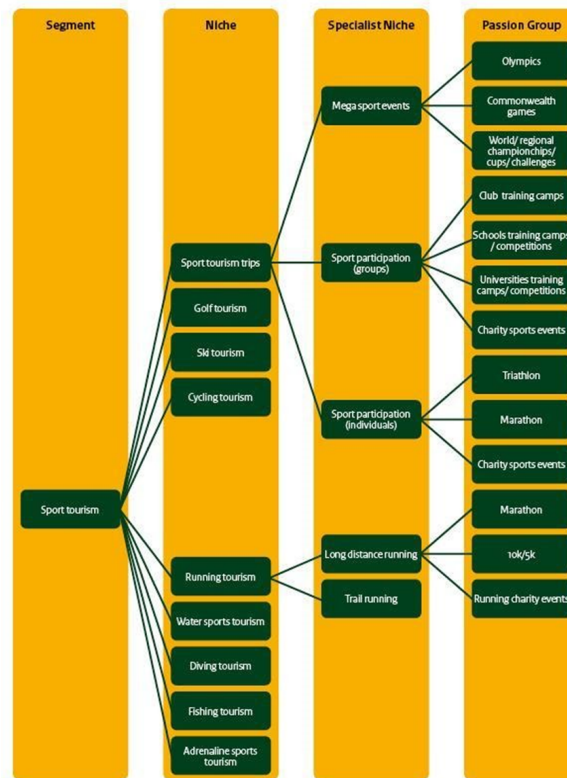 Segment
Niche
Specialist Niche
Passion Group
Sport tourism
Sport tourism trips
Golf tourism
Ski tourism
Cycling tourism
Running tourism
Water sports tourism
Diving tourism
Fishing tourism
Adrenaline sports
tourism
Mega sport events
Sport participation
(groups)
Sport participation
(individuals)
Long distance running
Trail running
Olympics
Commonwealth
games
World/ regional
championchips/
cups/ challenges
Club training camps
Schools training camps
/ competitions
Universities training
camps/ competitions
Charity sports events
Triathlon
Marathon
Charity sports events
Marathon
10k/5k
Running charity events